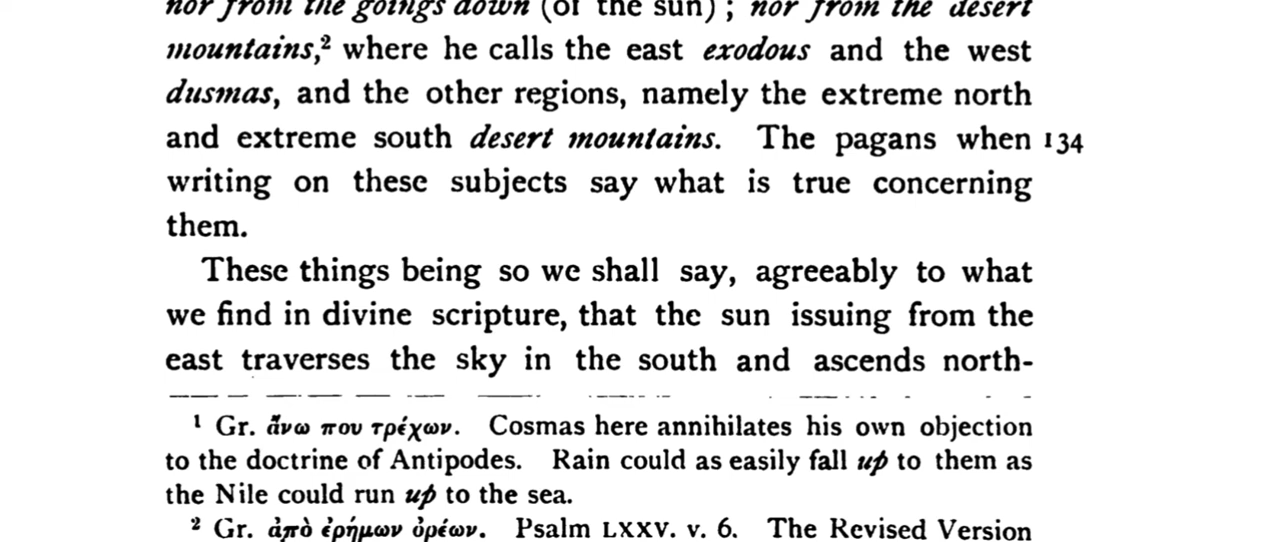 nor from the goings down (of the sun) ; nor from the desert
mountains,² where he calls the east exodous and the west
dusmas, and the other regions, namely the extreme north
and extreme south desert mountains. The pagans when 134
writing on these subjects say what is true concerning
them.
These things being so we shall say, agreeably to what
we find in divine scripture, that the sun issuing from the
east traverses the sky in the south and ascends north-
¹ Gr. ἄνω που τρέχων. Cosmas here annihilates his own objection
to the doctrine of Antipodes. Rain could as easily fall up to them as
the Nile could run up to the sea.
² Gr. ἀπὸ ἐρήμων ὀρέων. Psalm LXXV. v. 6. The Revised Version